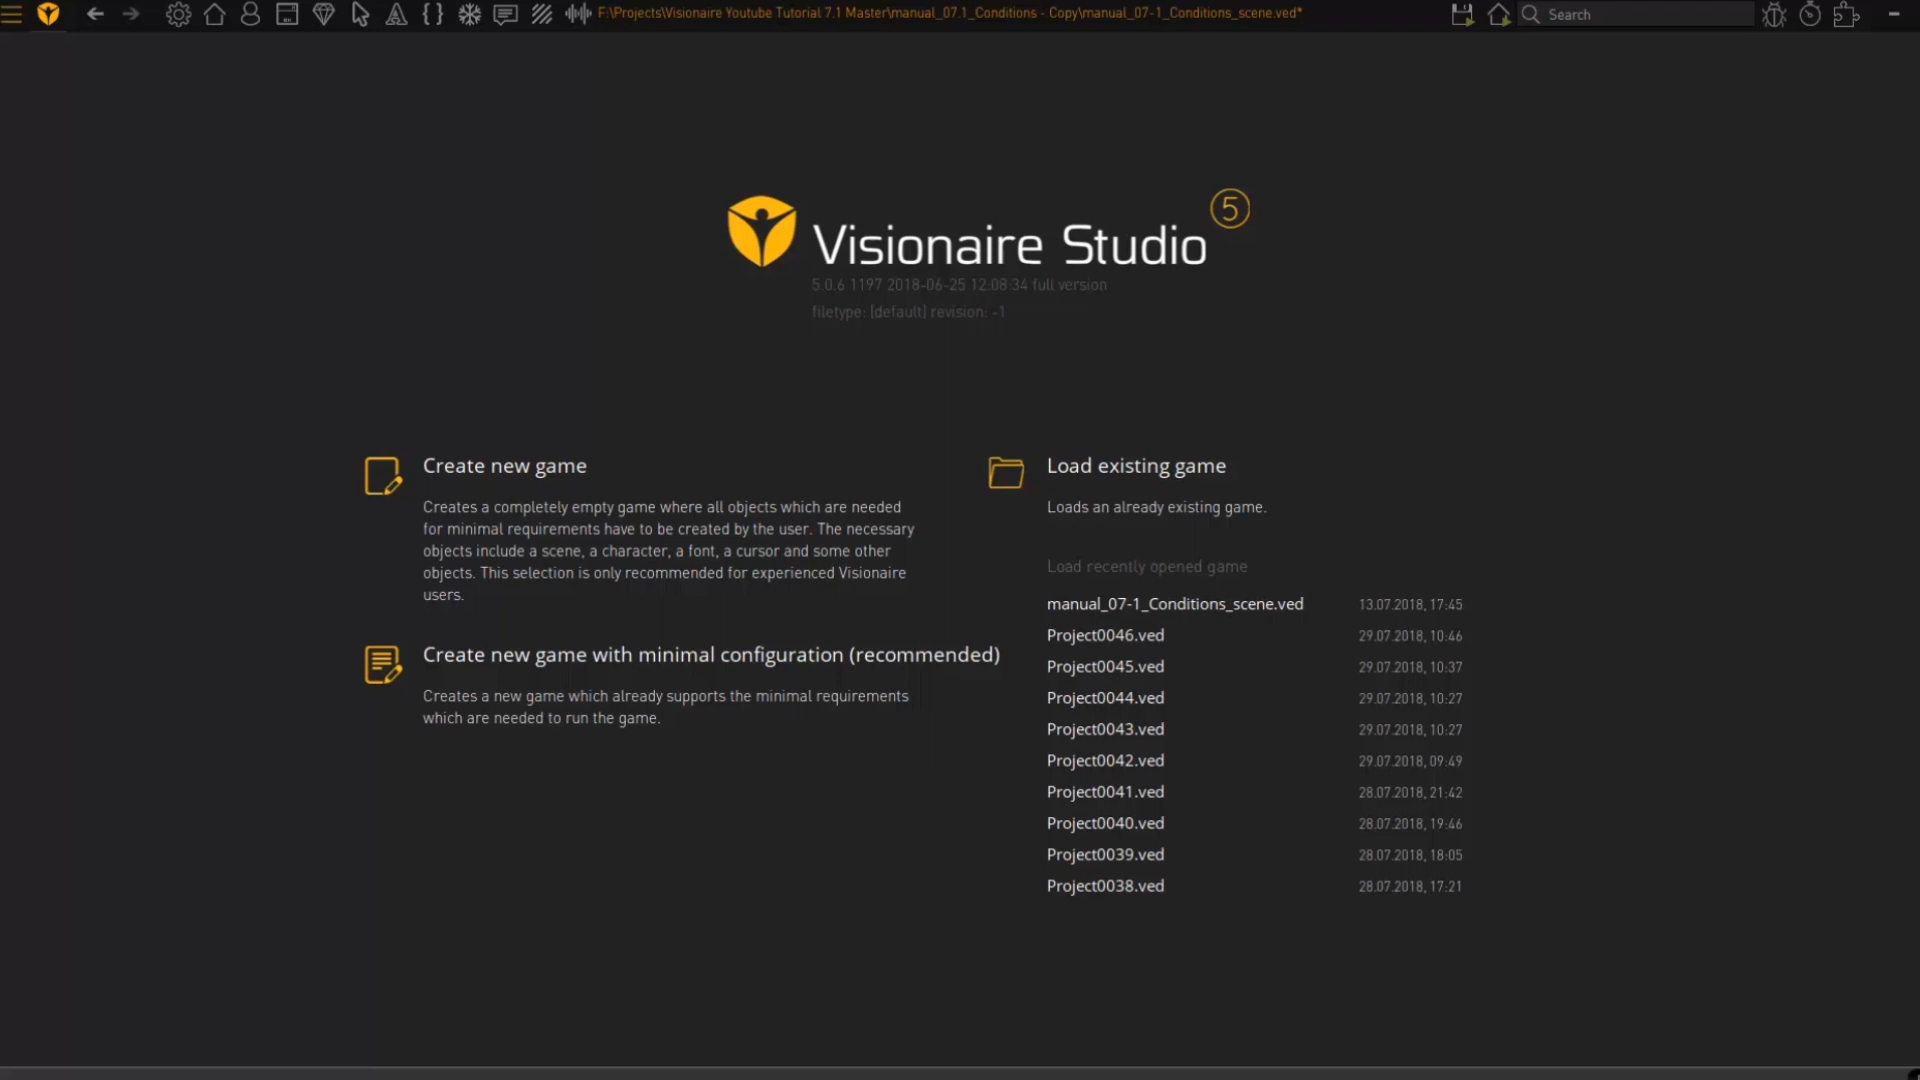 F:\Projects\Visionaire Youtube Tutorial 7.1 Master\manual_07.1_Conditions - Copy\manual_07-1_Conditions_scene.ved*
Search
Visionaire Studio 5
5.0.6 1197 2018-06-25 12:08:34 full version
filetype: [default] revision: -1
Create new game
Creates a completely empty game where all objects which are needed
for minimal requirements have to be created by the user. The necessary
objects include a scene, a character, a font, a cursor and some other
objects. This selection is only recommended for experienced Visionaire
users.
Create new game with minimal configuration (recommended)
Creates a new game which already supports the minimal requirements
which are needed to run the game.
Load existing game
Loads an already existing game.
Load recently opened game
manual_07-1_Conditions_scene.ved 13.07.2018, 17:45
Project0046.ved 29.07.2018, 10:46
Project0045.ved 29.07.2018, 10:37
Project0044.ved 29.07.2018, 10:27
Project0043.ved 29.07.2018, 10:27
Project0042.ved 29.07.2018, 09:49
Project0041.ved 28.07.2018, 21:42
Project0040.ved 28.07.2018, 19:46
Project0039.ved 28.07.2018, 18:05
Project0038.ved 28.07.2018, 17:21